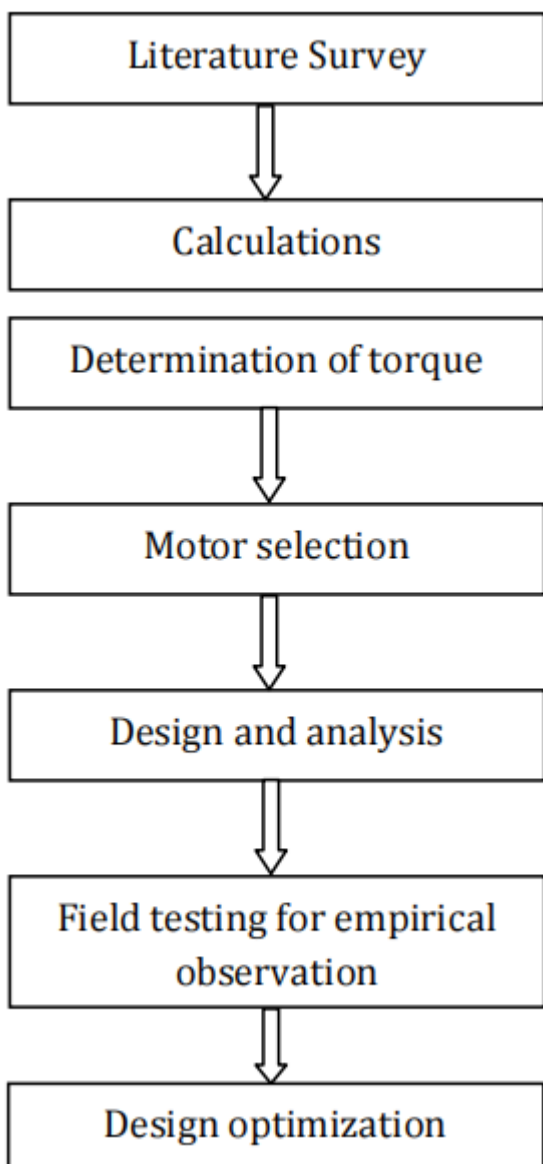 Literature Survey
Calculations
Determination of torque
Motor selection
Design and analysis
Field testing for empirical
observation
Design optimization